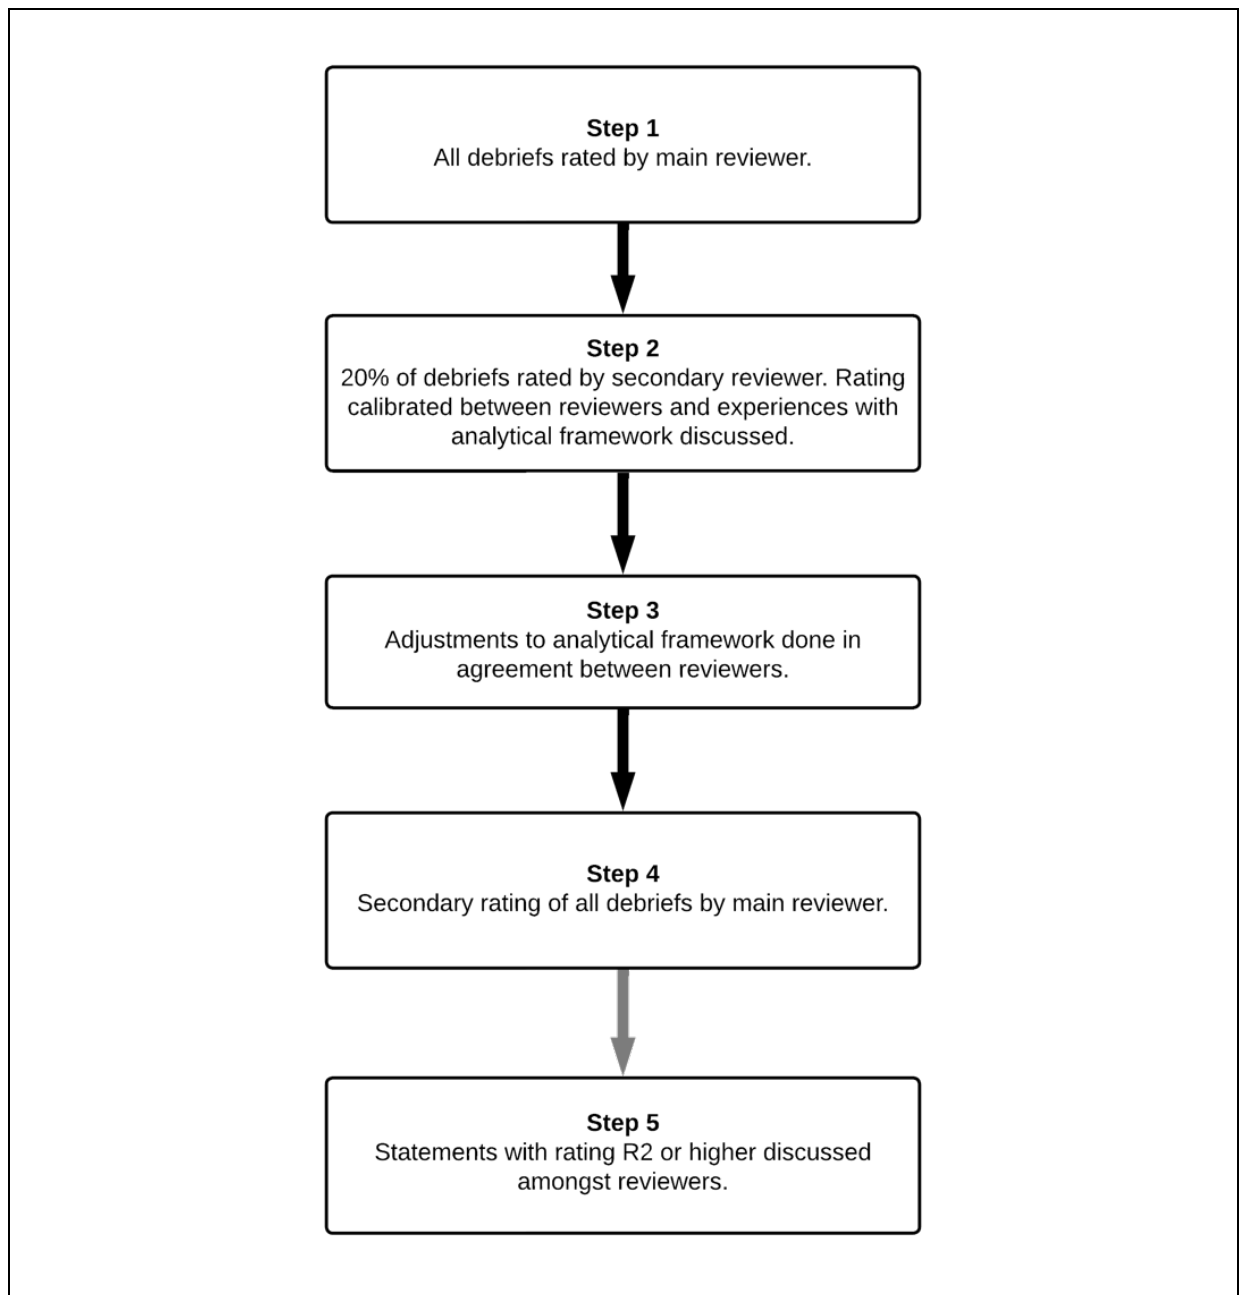 Step 1
All debriefs rated by main reviewer.
Step 2
20% of debriefs rated by secondary reviewer. Rating
calibrated between reviewers and experiences with
analytical framework discussed.
Step 3
Adjustments to analytical framework done in
agreement between reviewers.
Step 4
Secondary rating of all debriefs by main reviewer.
Step 5
Statements with rating R2 or higher discussed
amongst reviewers.